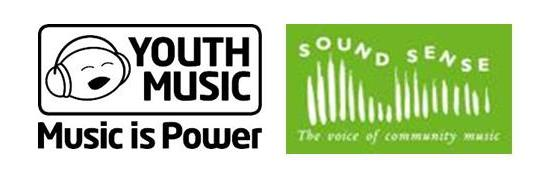 YOUTH
MUSIC
Music is Power
SOUND SENSE
The voice of community music